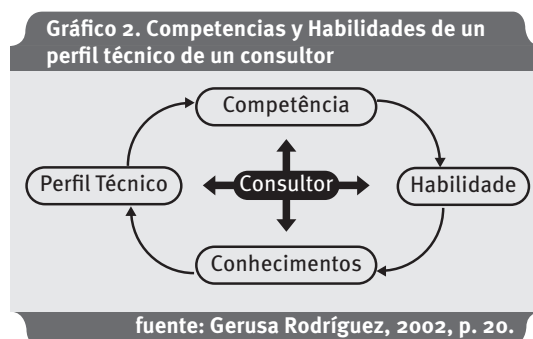 Gráfico 2. Competencias y Habilidades de un
perfil técnico de un consultor
Competência
Perfil Técnico
Consultor
Habilidade
Conhecimentos
fuente: Gerusa Rodríguez, 2002, p. 20.